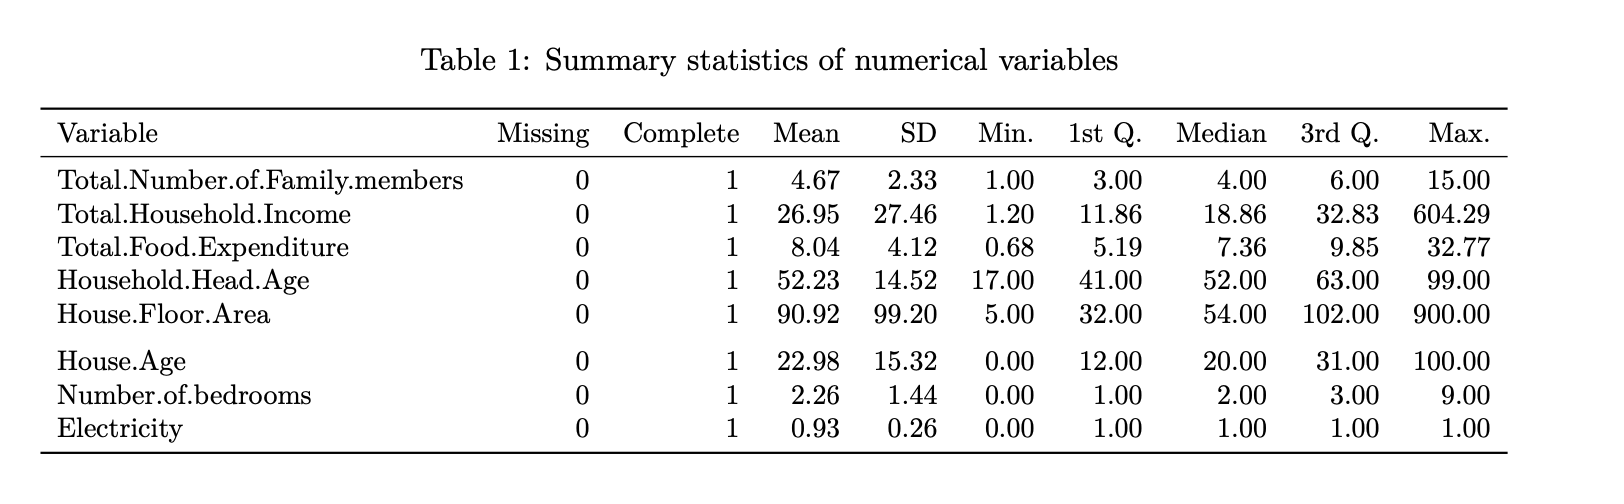 Table 1: Summary statistics of numerical variables
Variable Missing Complete Mean SD Min. 1st Q. Median 3rd Q. Max.
Total.Number.of.Family.members 0 1 4.67 2.33 1.00 3.00 4.00 6.00 15.00
Total.Household.Income 0 1 26.95 27.46 1.20 11.86 18.86 32.83 604.29
Total.Food.Expenditure 0 1 8.04 4.12 0.68 5.19 7.36 9.85 32.77
Household.Head.Age 0 1 52.23 14.52 17.00 41.00 52.00 63.00 99.00
House.Floor.Area 0 1 90.92 99.20 5.00 32.00 54.00 102.00 900.00
House.Age 0 1 22.98 15.32 0.00 12.00 20.00 31.00 100.00
Number.of.bedrooms 0 1 2.26 1.44 0.00 1.00 2.00 3.00 9.00
Electricity 0 1 0.93 0.26 0.00 1.00 1.00 1.00 1.00